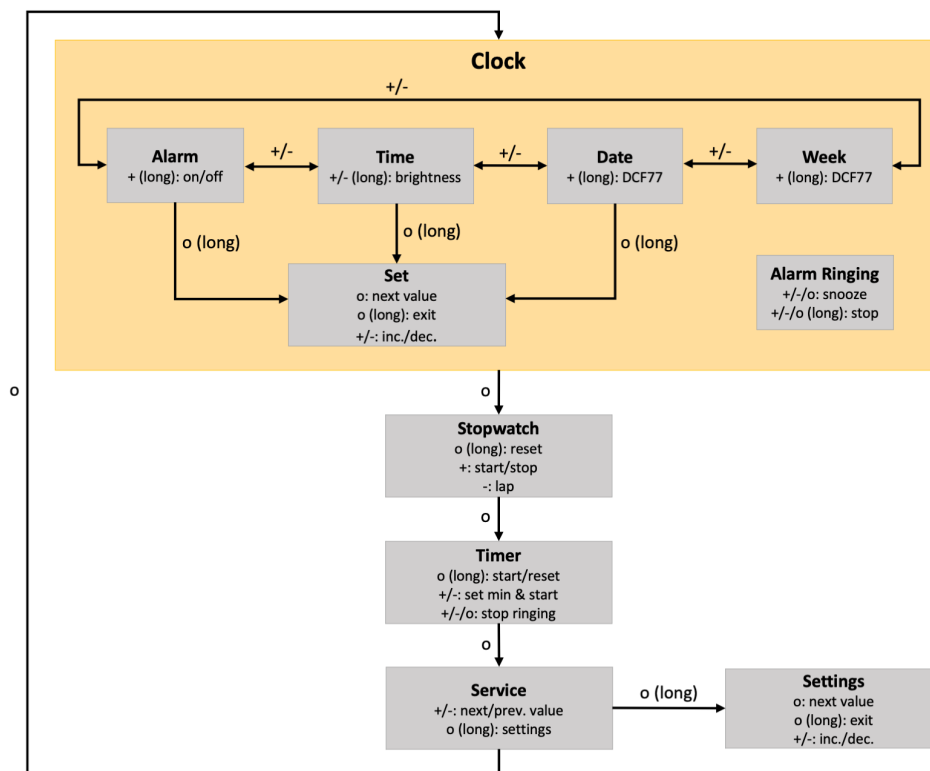 Clock
+/-
Alarm
+ (long): on/off
+/-
Time
+/- (long): brightness
+/-
Date
+ (long): DCF77
+/-
Week
+ (long): DCF77
o (long)
o (long)
o (long)
Set
o: next value
o (long): exit
+/-: inc./dec.
Alarm Ringing
+/-/o: snooze
+/-/o (long): stop
o
o
Stopwatch
o (long): reset
+: start/stop
-: lap
o
Timer
o (long): start/reset
+/-: set min & start
+/-/o: stop ringing
o
Service
+/-: next/prev. value
o (long): settings
o (long)
Settings
o: next value
o (long): exit
+/-: inc./dec.